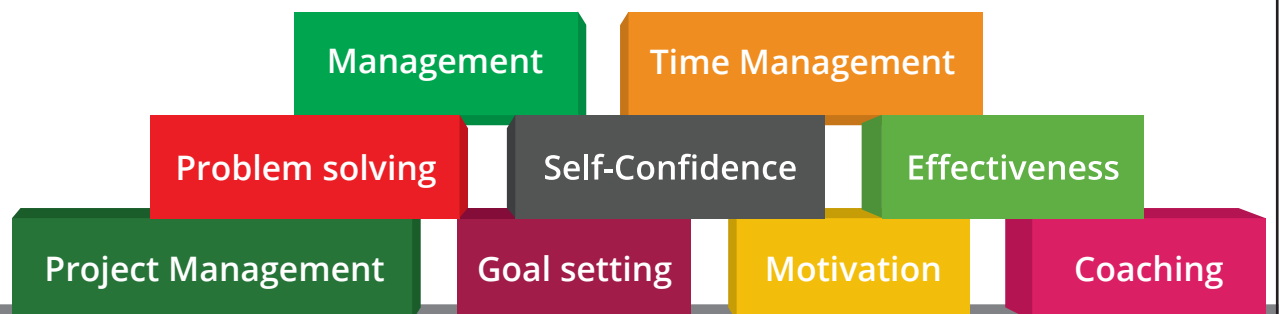 Management
Time Management
Problem solving
Self-Confidence
Effectiveness
Project Management
Goal setting
Motivation
Coaching